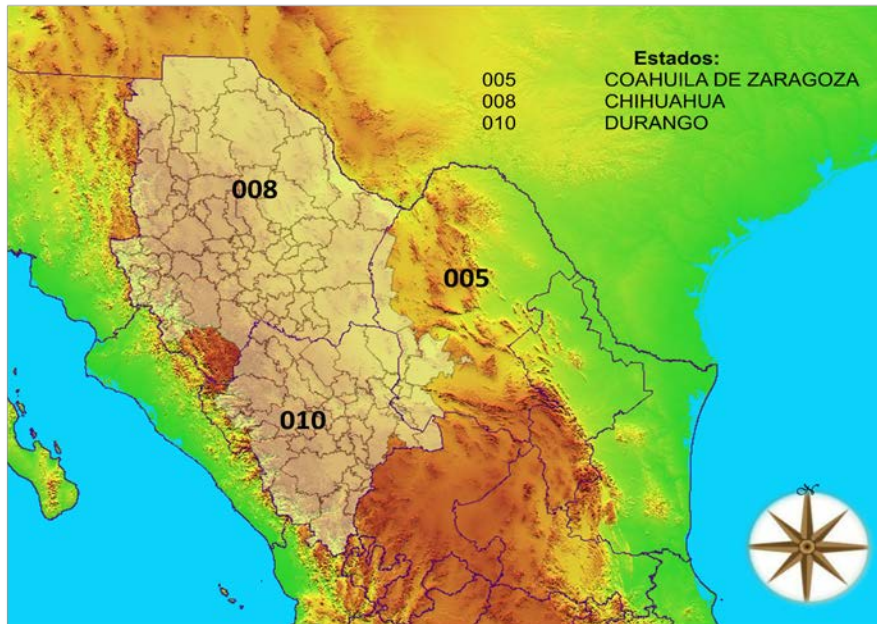 Estados:
005 COAHUILA DE ZARAGOZA
008 CHIHUAHUA
010 DURANGO
008
005
010